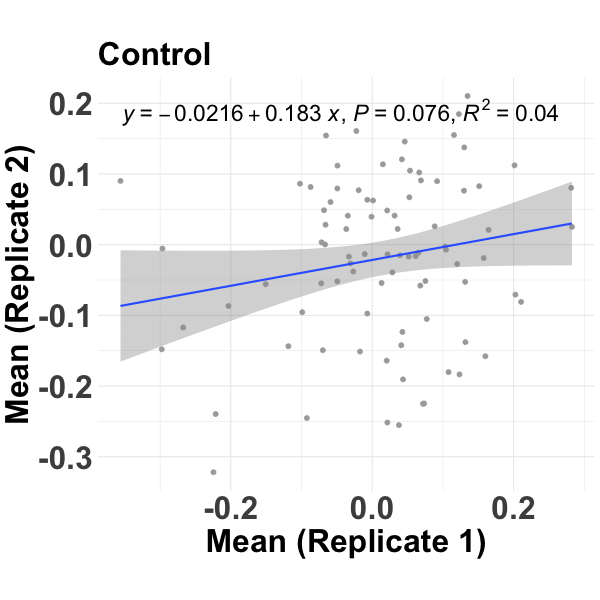 Control
y = −0.0216 + 0.183 x, P = 0.076, R² = 0.04
0.2
0.1
0.0
-0.1
-0.2
-0.3
Mean (Replicate 2)
-0.2 0.0 0.2
Mean (Replicate 1)